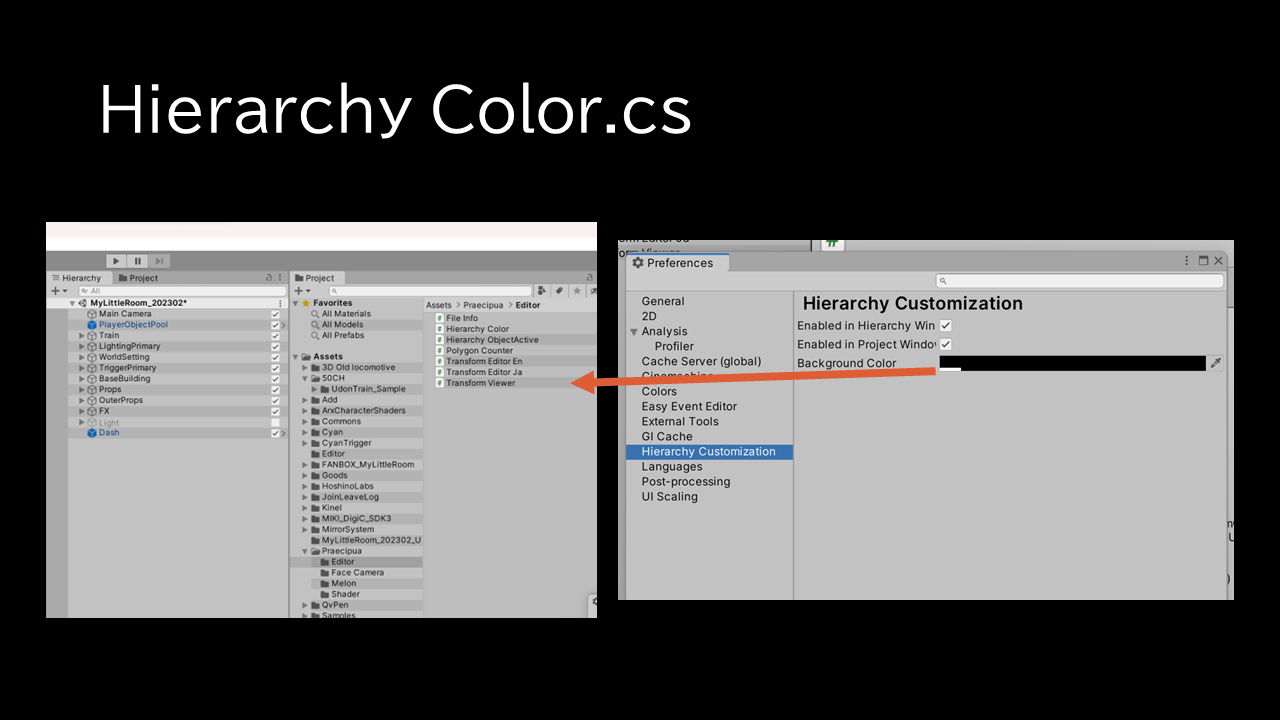 Hierarchy Color.cs
Hierarchy
Project
All
MyLittleRoom_202302*
Main Camera
PlayerObjectPool
Train
LightingPrimary
WorldSetting
TriggerPrimary
BaseBuilding
Props
OuterProps
FX
Light
Dash
Project
Favorites
All Materials
All Models
All Prefabs
Assets
3D Old locomotive
50CH
UdonTrain_Sample
Add
ArxCharacterShaders
Commons
Cyan
CyanTrigger
Editor
FANBOX_MyLittleRoom
Goods
HoshinoLabs
JoinLeaveLog
Kinel
MIKI_DigiC_SDK3
MirrorSystem
MyLittleRoom_202302_U
Praecipua
Editor
Face Camera
Melon
Shader
QvPen
Samples
Assets > Praecipua > Editor
File Info
Hierarchy Color
Hierarchy ObjectActive
Polygon Counter
Transform Editor En
Transform Editor Ja
Transform Viewer
Preferences
General
2D
Analysis
Profiler
Cache Server (global)
Colors
Easy Event Editor
External Tools
GI Cache
Hierarchy Customization
Languages
Post-processing
UI Scaling
Hierarchy Customization
Enabled in Hierarchy Win
Enabled in Project Window
Background Color